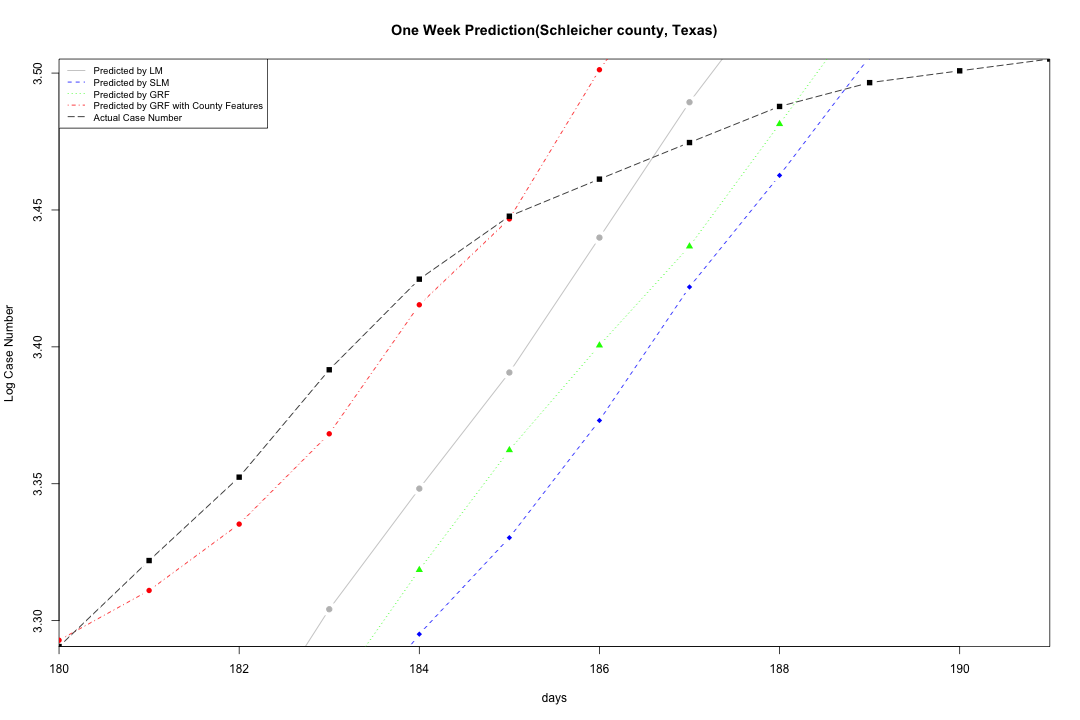 One Week Prediction(Schleicher county, Texas)
Predicted by LM
Predicted by SLM
Predicted by GRF
Predicted by GRF with County Features
Actual Case Number
3.50
3.45
3.40
3.35
3.30
Log Case Number
180
182
184
186
188
190
days